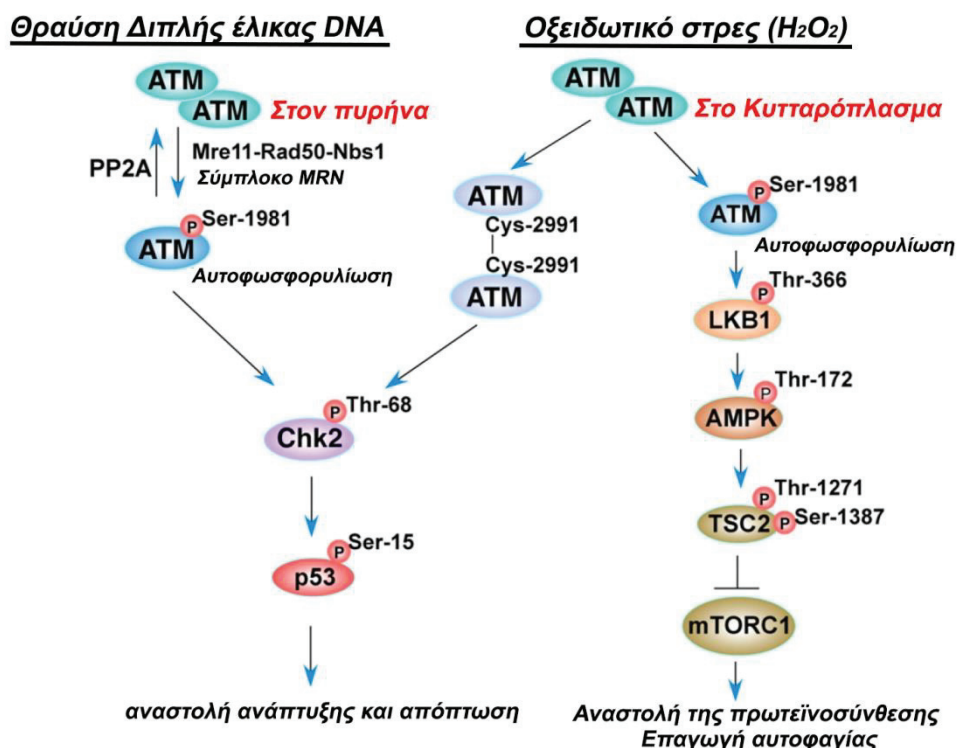 Θραύση Διπλής έλικας DNA
ATM
ATM
Στον πυρήνα
PP2A
Mre11-Rad50-Nbs1
Σύμπλοκο MRN
P
Ser-1981
ATM
Αυτοφωσφορυλίωση
Οξειδωτικό στρες (H₂O₂)
ATM
ATM
Στο Κυτταρόπλασμα
ATM
Cys-2991
Cys-2991
ATM
P
Ser-1981
ATM
Αυτοφωσφορυλίωση
P
Thr-366
LKB1
P
Thr-172
AMPK
P
Thr-1271
TSC2
P
Ser-1387
mTORC1
Αναστολή της πρωτεϊνοσύνθεσης
Επαγωγή αυτοφαγίας
P
Thr-68
Chk2
P
Ser-15
p53
αναστολή ανάπτυξης και απόπτωση